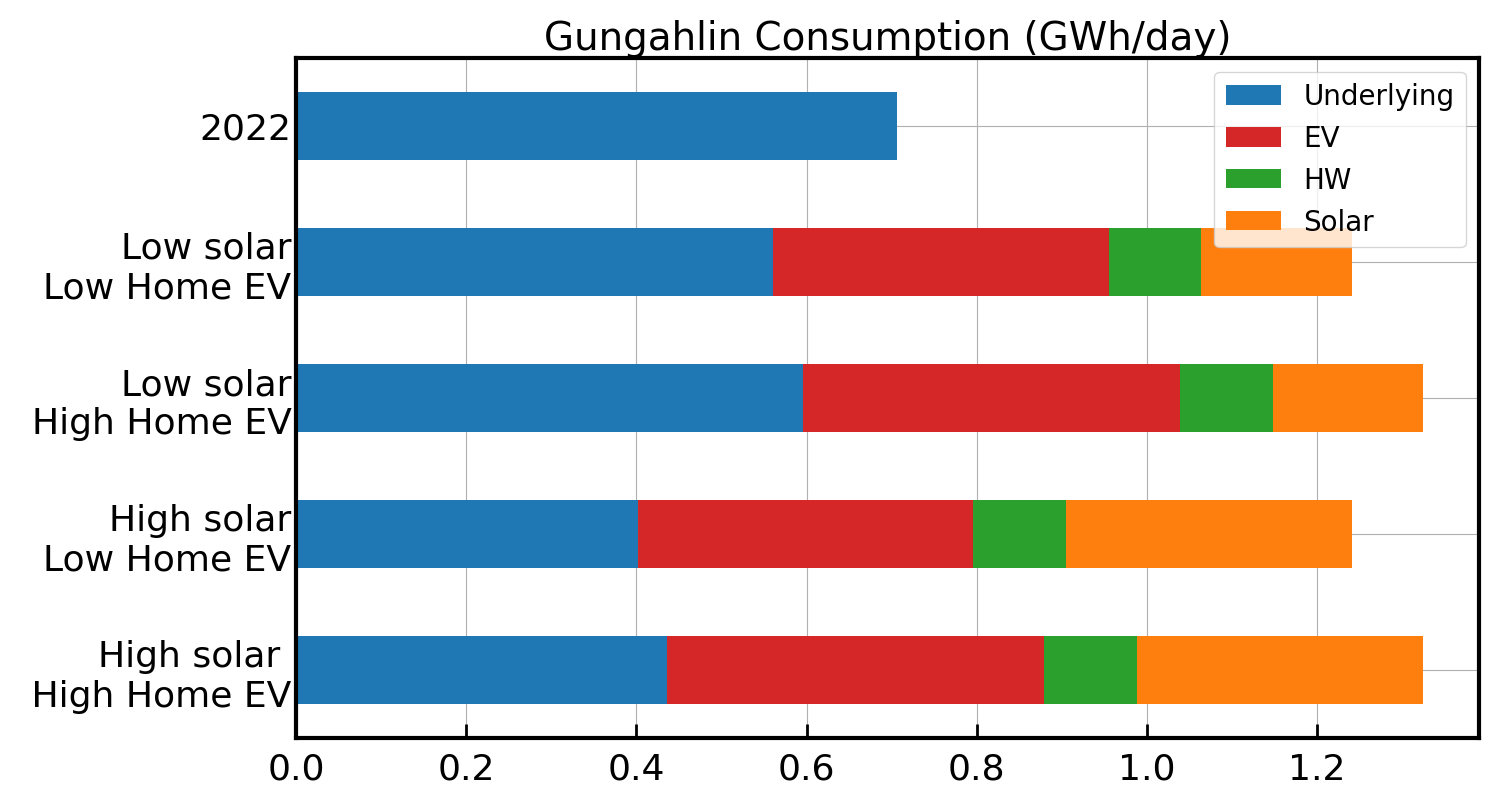 Gungahlin Consumption (GWh/day)
Underlying
EV
HW
Solar
2022
Low solar
Low Home EV
Low solar
High Home EV
High solar
Low Home EV
High solar
High Home EV
0.0 0.2 0.4 0.6 0.8 1.0 1.2